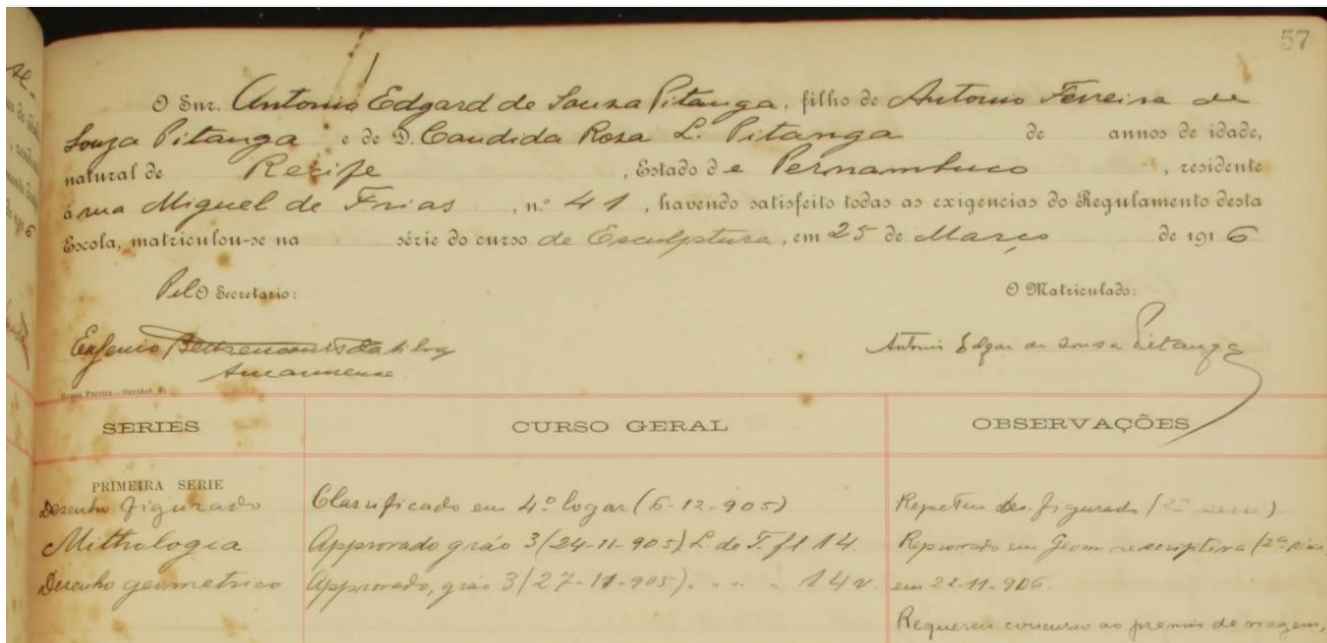 57
O Snr. Antonio Edgard de Souza Pitanga, filho de Antonio Ferreira de
Souza Pitanga e de D. Candida Rosa L. Pitanga de annos de idade,
natural de Recife, Estado de Pernambuco, residente
á rua Miguel de Frias, n.º 41, havendo satisfeito todas as exigencias do Regulamento desta
Escola, matriculou-se na série do curso de Esculptura, em 25 de Março de 1916
Pelo Secretario:
O Matriculado:
Antonio Edgar de Souza Pitanga
SERIES
CURSO GERAL
OBSERVAÇÕES
PRIMEIRA SERIE
Desenho figurado Classificado em 4º logar (6-12-905) Repetiu des. figurado
Mithologia Approvado gráo 3 (24-11-905) L. de T. fl 14. Reprovado em Geom. descriptiva
Desenho geometrico Approvado, gráo 3 (27-11-905) " " " 14 v. em 22-11-906.
Requereu concurso ao premio de viagem,